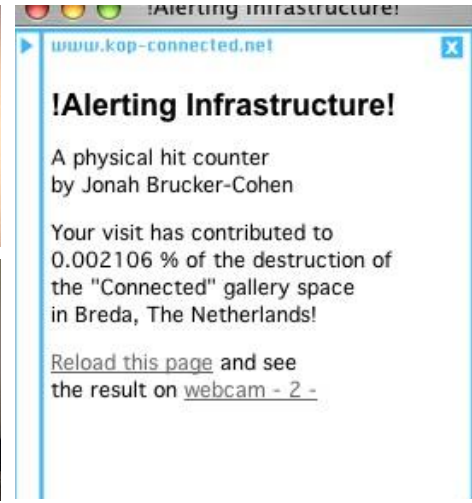 !Alerting Infrastructure!
www.kop-connected.net
!Alerting Infrastructure!
A physical hit counter
by Jonah Brucker-Cohen
Your visit has contributed to
0.002106 % of the destruction of
the "Connected" gallery space
in Breda, The Netherlands!
Reload this page and see
the result on webcam - 2 -